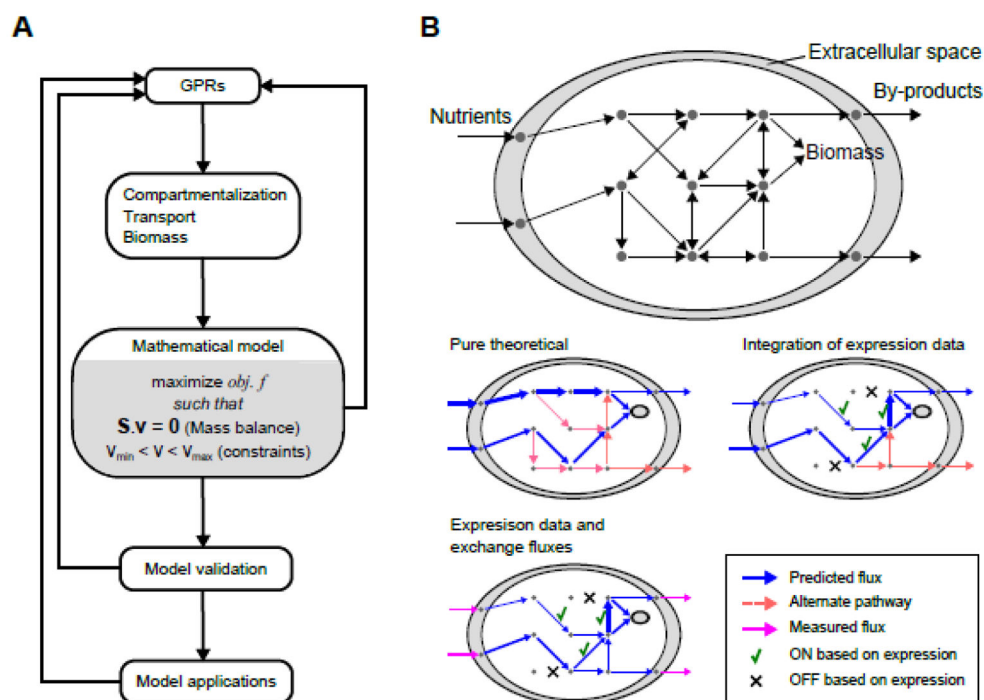 A
GPRs
Compartmentalization
Transport
Biomass
Mathematical model
maximize obj. f
such that
S.v = 0 (Mass balance)
Vmin < V < Vmax (constraints)
Model validation
Model applications
B
Extracellular space
By-products
Nutrients
Biomass
Pure theoretical
Integration of expression data
Expresison data and
exchange fluxes
Predicted flux
Alternate pathway
Measured flux
ON based on expression
OFF based on expression